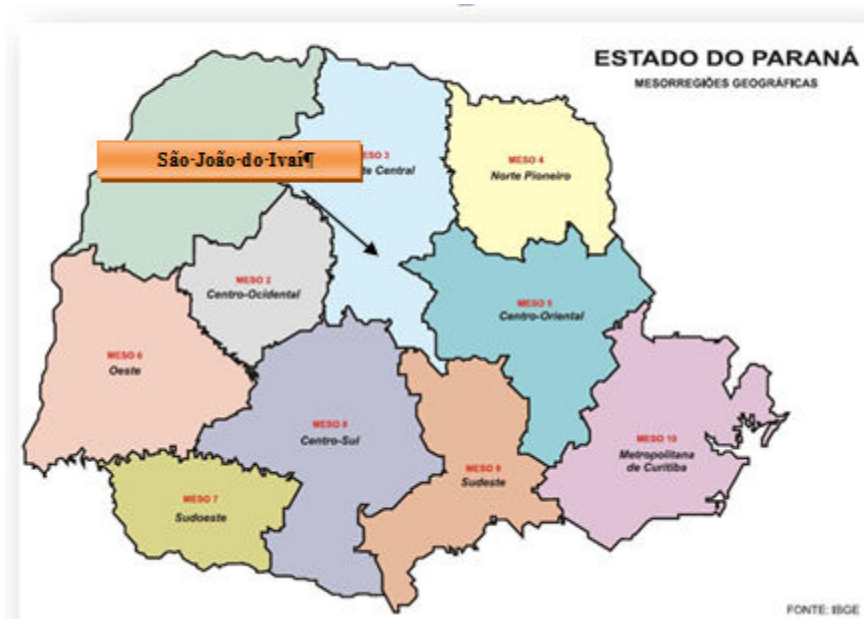 ESTADO DO PARANÁ
MESORREGIÕES GEOGRÁFICAS
São·João·do·Ivaí¶
MESO 3
te Central
MESO 4
Norte Pioneiro
MESO 2
Centro-Ocidental
MESO 5
Centro-Oriental
MESO 6
Oeste
MESO 8
Centro-Sul
MESO 10
Metropolitana
de Curitiba
MESO 9
Sudeste
MESO 7
Sudoeste
FONTE: IBGE